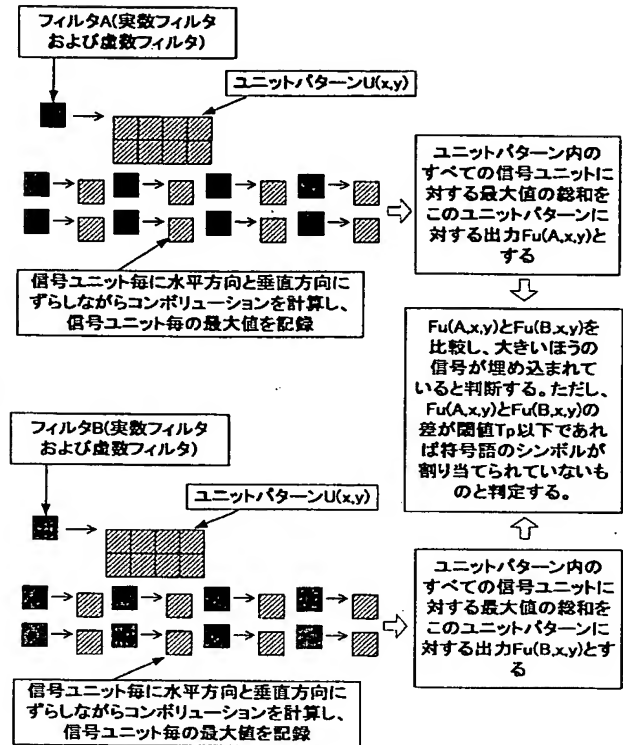 フィルタA(実数フィルタ
および虚数フィルタ)
ユニットパターンU(x,y)
信号ユニット毎に水平方向と垂直方向に
ずらしながらコンボリューションを計算し、
信号ユニット毎の最大値を記録
ユニットパターン内の
すべての信号ユニットに
対する最大値の総和を
このユニットパターンに
対する出力Fu(A,x,y)と
する
Fu(A,x,y)とFu(B,x,y)を
比較し、大きいほうの
信号が埋め込まれて
いると判断する。ただし、
Fu(A,x,y)とFu(B,x,y)の
差が閾値Tp以下であれ
ば符号語のシンボルが
割り当てられていないも
のと判定する。
フィルタB(実数フィルタ
および虚数フィルタ)
ユニットパターンU(x,y)
信号ユニット毎に水平方向と垂直方向に
ずらしながらコンボリューションを計算し、
信号ユニット毎の最大値を記録
ユニットパターン内の
すべての信号ユニットに
対する最大値の総和を
このユニットパターンに
対する出力Fu(B,x,y)とす
る